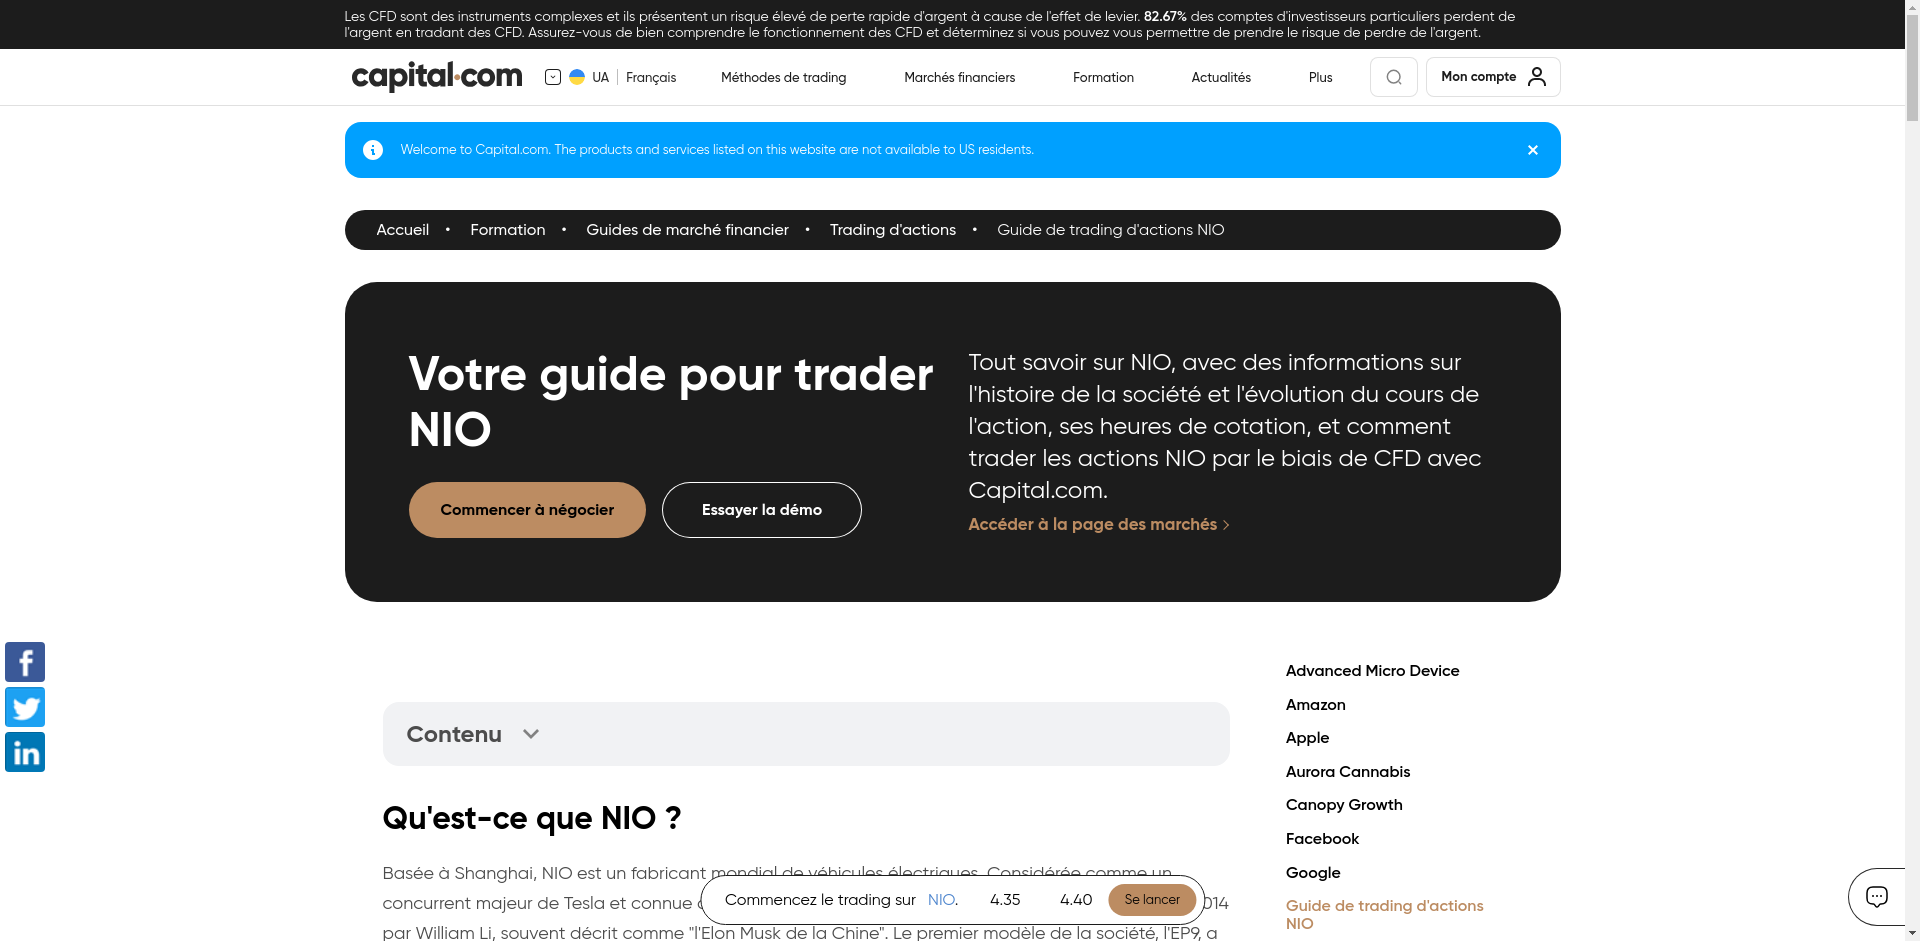 Les CFD sont des instruments complexes et ils présentent un risque élevé de perte rapide d'argent à cause de l'effet de levier. 82.67% des comptes d'investisseurs particuliers perdent de
l'argent en tradant des CFD. Assurez-vous de bien comprendre le fonctionnement des CFD et déterminez si vous pouvez vous permettre de prendre le risque de perdre de l'argent.
capital.com UA Français Méthodes de trading Marchés financiers Formation Actualités Plus Mon compte
Welcome to Capital.com. The products and services listed on this website are not available to US residents.
Accueil • Formation • Guides de marché financier • Trading d'actions • Guide de trading d'actions NIO
Votre guide pour trader
NIO
Commencer à négocier Essayer la démo
Tout savoir sur NIO, avec des informations sur
l'histoire de la société et l'évolution du cours de
l'action, ses heures de cotation, et comment
trader les actions NIO par le biais de CFD avec
Capital.com.
Accéder à la page des marchés
Contenu
Qu'est-ce que NIO ?
Basée à Shanghai, NIO est un fabricant mondial de véhicules électriques. Considérée comme un
concurrent majeur de Tesla et connue
par William Li, souvent décrit comme "l'Elon Musk de la Chine". Le premier modèle de la société, l'EP9, a
Commencez le trading sur NIO. 4.35 4.40 Se lancer
Advanced Micro Device
Amazon
Apple
Aurora Cannabis
Canopy Growth
Facebook
Google
Guide de trading d'actions
NIO